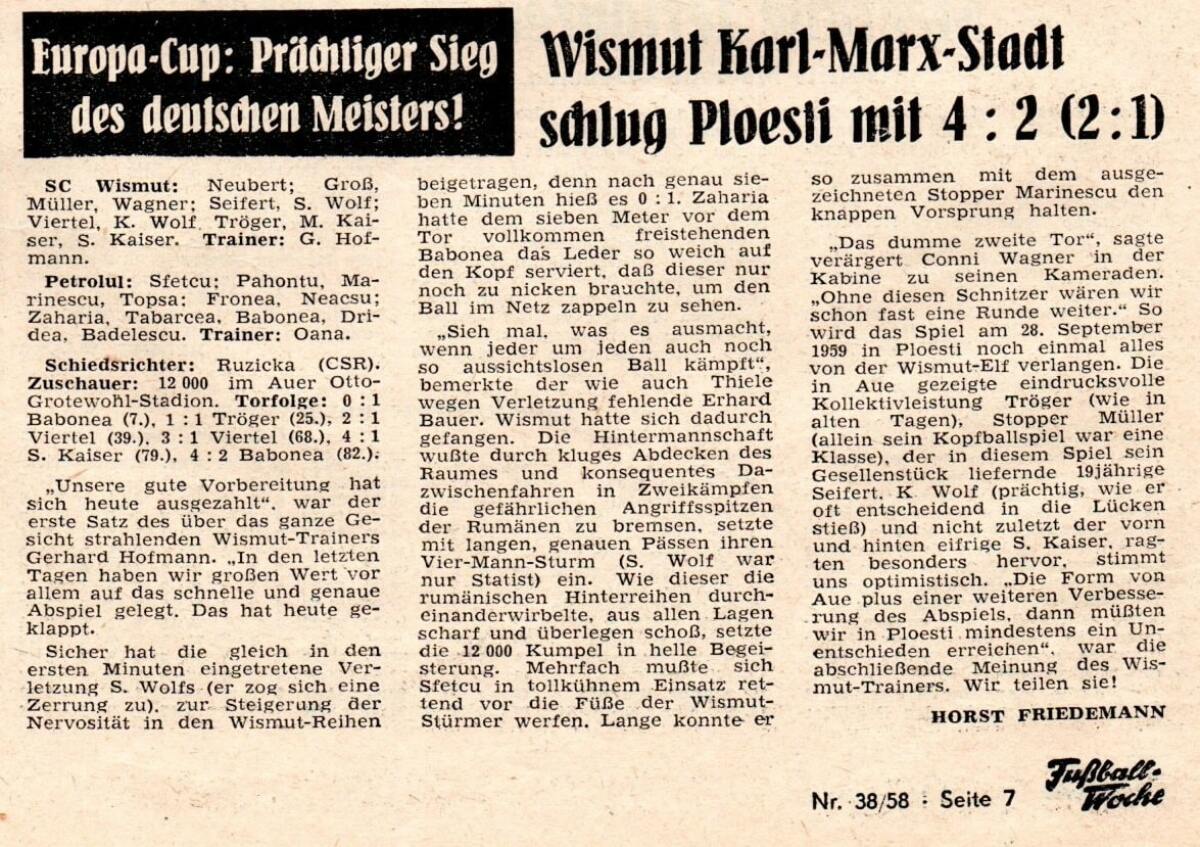 Europa-Cup: Prächtiger Sieg
des deutschen Meisters!
Wismut Karl-Marx-Stadt
schlug Ploesti mit 4 : 2 (2:1)
SC Wismut: Neubert; Groß,
Müller, Wagner; Seifert, S. Wolf;
Viertel, K. Wolf, Tröger, M. Kai-
ser, S. Kaiser. Trainer: G. Hof-
mann.
Petrolul: Sfetcu; Pahontu, Ma-
rinescu, Topsa; Fronea, Neacsu;
Zaharia, Tabarcea, Babonea, Dri-
dea, Badelescu. Trainer: Oana.
Schiedsrichter: Ruzicka (CSR).
Zuschauer: 12 000 im Auer Otto-
Grotewohl-Stadion. Torfolge: 0 : 1
Babonea (7.), 1 : 1 Tröger (25.), 2 : 1
Viertel (39.), 3 : 1 Viertel (68.), 4 : 1
S. Kaiser (79.), 4 : 2 Babonea (82.).
„Unsere gute Vorbereitung hat
sich heute ausgezahlt“, war der
erste Satz des über das ganze Ge-
sicht strahlenden Wismut-Trainers
Gerhard Hofmann. „In den letzten
Tagen haben wir großen Wert vor
allem auf das schnelle und genaue
Abspiel gelegt. Das hat heute ge-
klappt.
Sicher hat die gleich in den
ersten Minuten eingetretene Ver-
letzung S. Wolfs (er zog sich eine
Zerrung zu), zur Steigerung der
Nervosität in den Wismut-Reihen
beigetragen, denn nach genau sie-
ben Minuten hieß es 0 : 1. Zaharia
hatte dem sieben Meter vor dem
Tor vollkommen freistehenden
Babonea das Leder so weich auf
den Kopf serviert, daß dieser nur
noch zu nicken brauchte, um den
Ball im Netz zappeln zu sehen.
„Sieh mal, was es ausmacht,
wenn jeder um jeden auch noch
so aussichtslosen Ball kämpft“,
bemerkte der wie auch Thiele
wegen Verletzung fehlende Erhard
Bauer. Wismut hatte sich dadurch
gefangen. Die Hintermannschaft
wußte durch kluges Abdecken des
Raumes und konsequentes Da-
zwischenfahren in Zweikämpfen
die gefährlichen Angriffsspitzen
der Rumänen zu bremsen, setzte
mit langen, genauen Pässen ihren
Vier-Mann-Sturm (S. Wolf war
nur Statist) ein. Wie dieser die
rumänischen Hinterreihen durch-
einanderwirbelte, aus allen Lagen
scharf und überlegen schoß, setzte
die 12 000 Kumpel in helle Begei-
sterung. Mehrfach mußte sich
Sfetcu in tollkühnem Einsatz ret-
tend vor die Füße der Wismut-
Stürmer werfen. Lange konnte er
so zusammen mit dem ausge-
zeichneten Stopper Marinescu den
knappen Vorsprung halten.
„Das dumme zweite Tor“, sagte
verärgert Conni Wagner in der
Kabine zu seinen Kameraden.
„Ohne diesen Schnitzer wären wir
schon fast eine Runde weiter.“ So
wird das Spiel am 28. September
1959 in Ploesti noch einmal alles
von der Wismut-Elf verlangen. Die
in Aue gezeigte eindrucksvolle
Kollektivleistung Tröger (wie in
alten Tagen), Stopper Müller
(allein sein Kopfballspiel war eine
Klasse), der in diesem Spiel sein
Gesellenstück liefernde 19jährige
Seifert, K. Wolf (prächtig, wie er
oft entscheidend in die Lücken
stieß) und nicht zuletzt der vorn
und hinten eifrige S. Kaiser, rag-
ten besonders hervor, stimmt
uns optimistisch. „Die Form von
Aue plus einer weiteren Verbesse-
rung des Abspiels, dann müßten
wir in Ploesti mindestens ein Un-
entschieden erreichen“, war die
abschließende Meinung des Wis-
mut-Trainers. Wir teilen sie!
HORST FRIEDEMANN
Nr. 38/58 · Seite 7
Fußball-
Woche